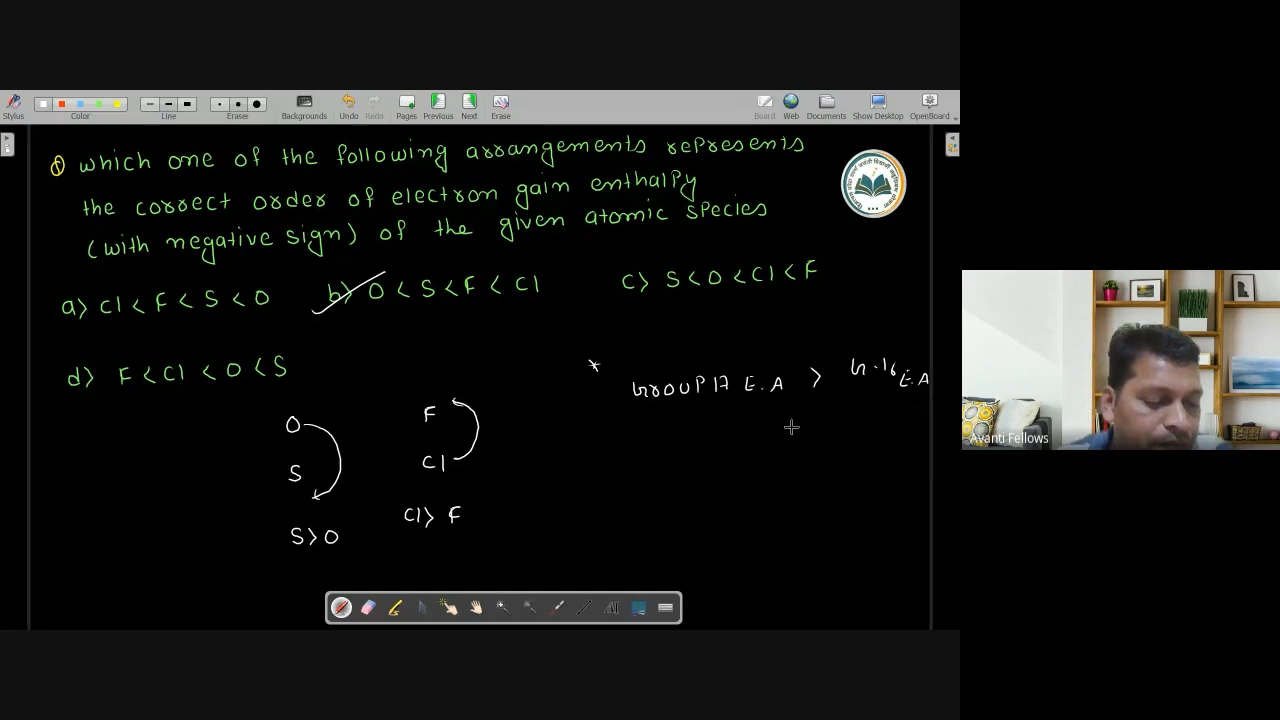 Stylus
Color
Line
Eraser
Backgrounds
Undo
Redo
Pages
Previous
Next
Erase
Board
Web
Documents
Show Desktop
OpenBoard
which one of the following arrangements represents
the correct order of electron gain enthalpy
(with negative sign) of the given atomic species
a) Cl < F < S < O
b) O < S < F < Cl
c) S < O < Cl < F
d) F < Cl < O < S
* Group 17 E.A > G.16 E.A
O
S
S > O
F
Cl
Cl > F
Avanti Fellows